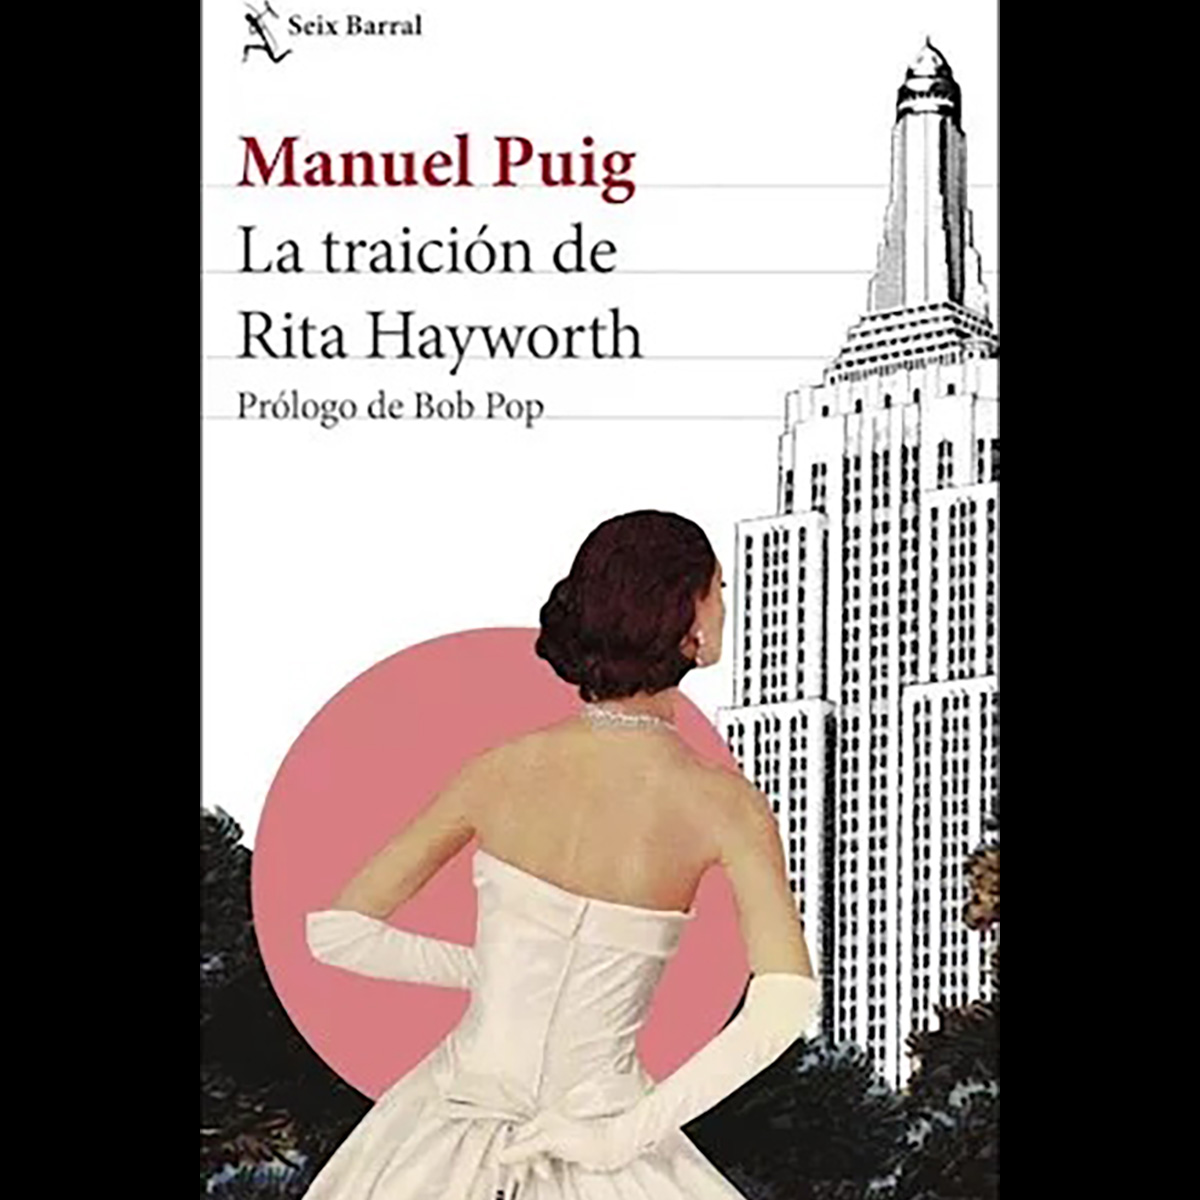 Seix Barral
Manuel Puig
La traición de
Rita Hayworth
Prólogo de Bob Pop